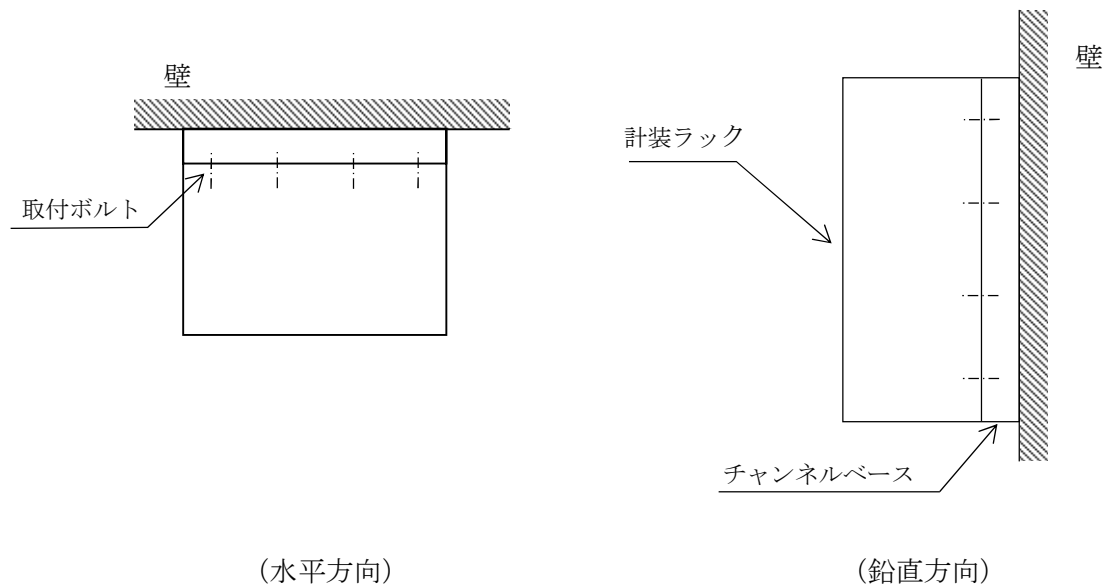 壁
取付ボルト
(水平方向)
壁
計装ラック
チャンネルベース
(鉛直方向)